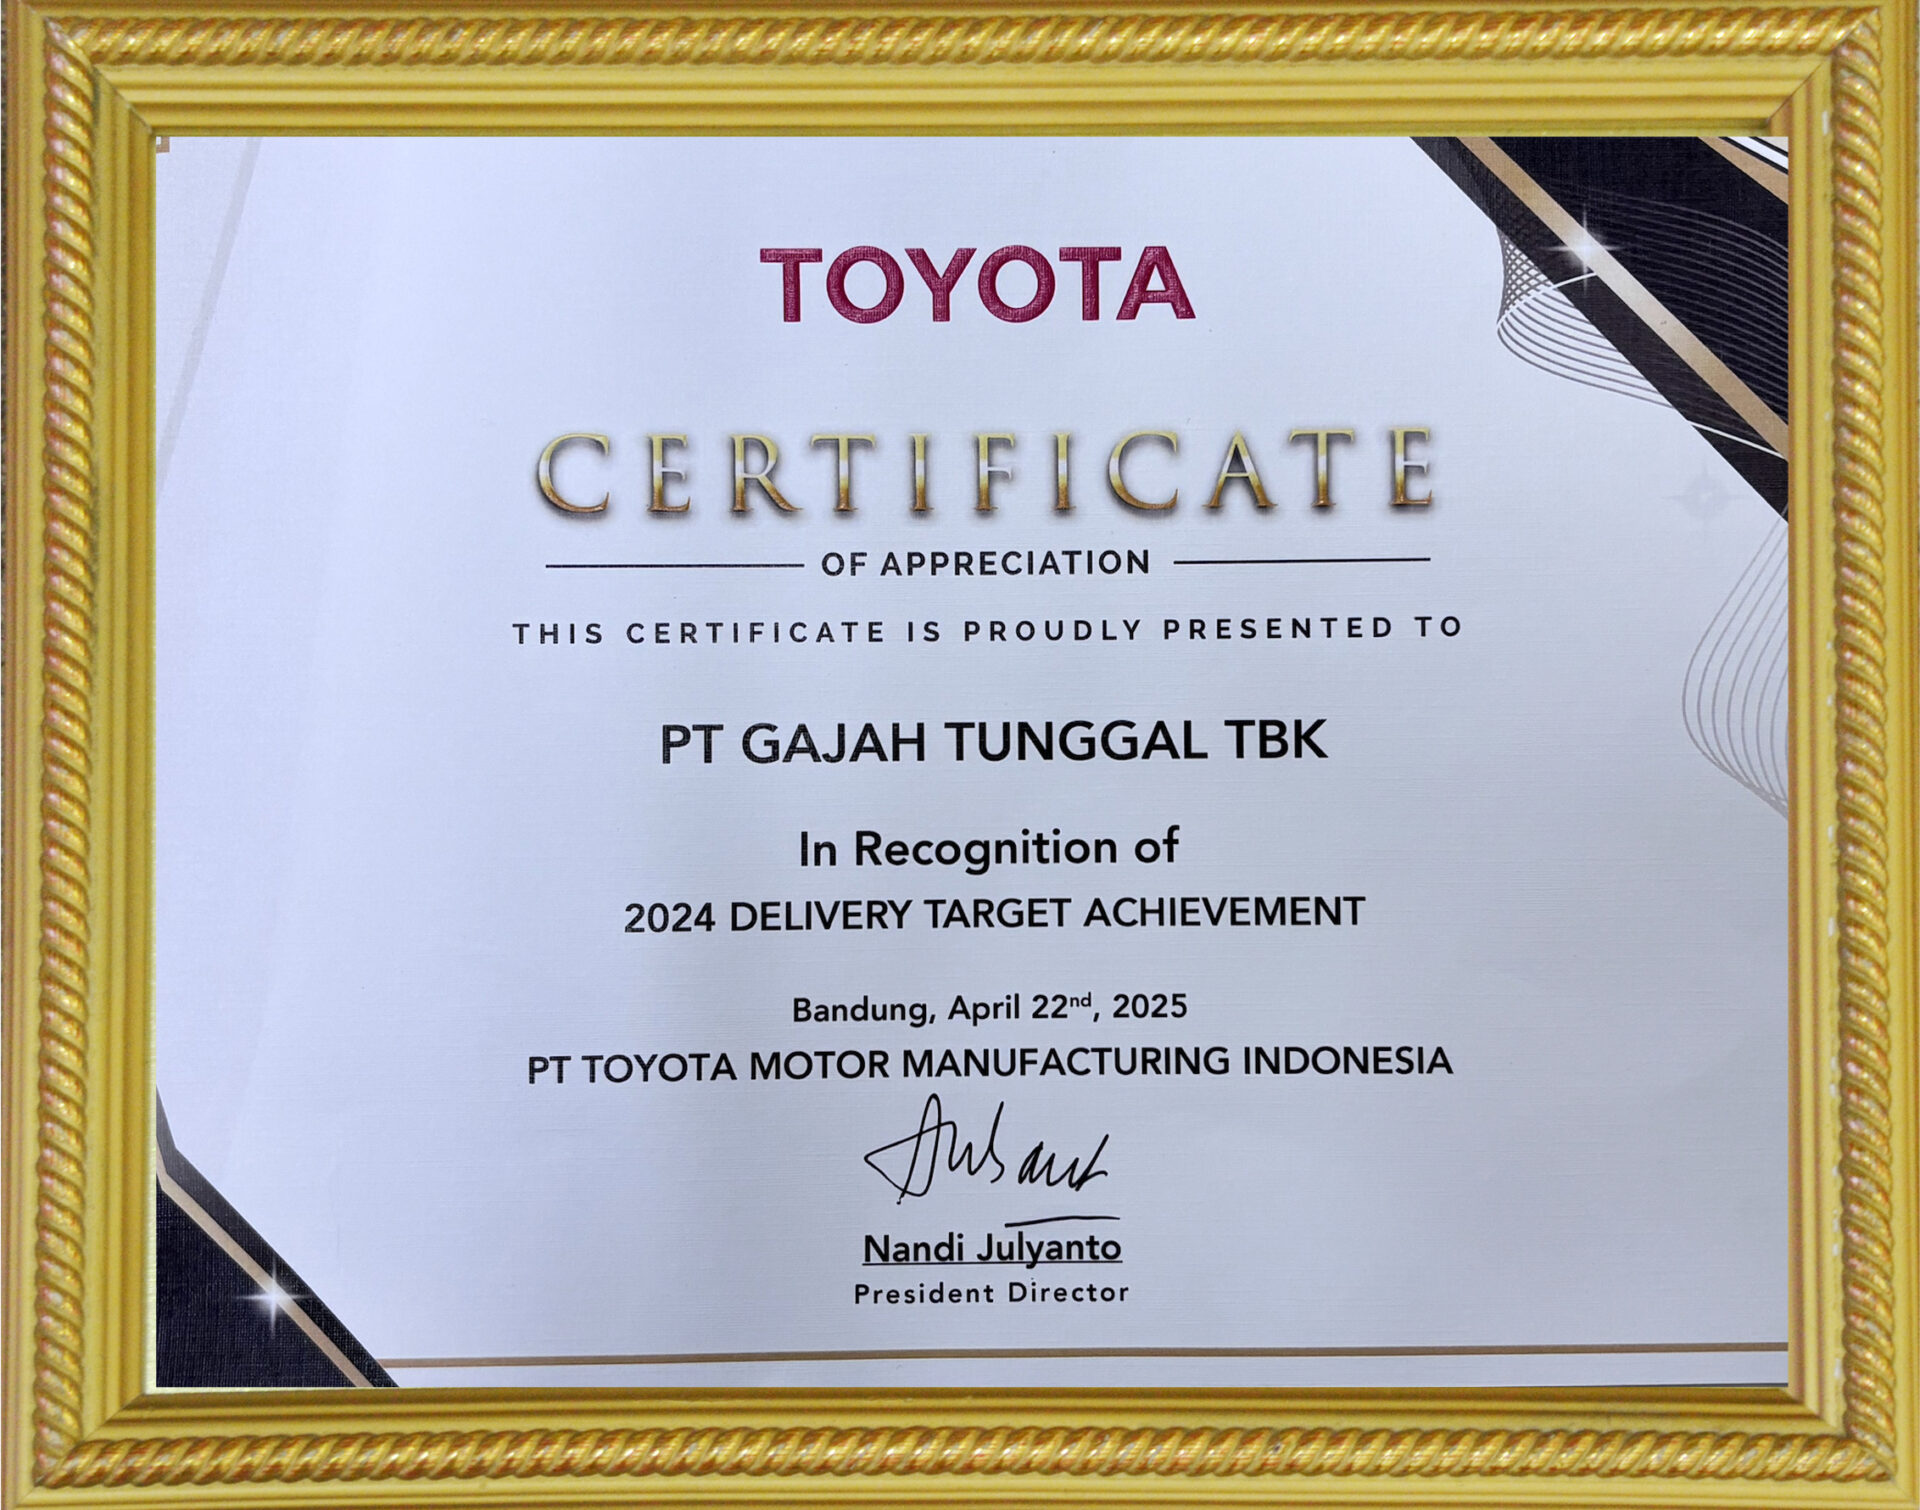 TOYOTA
CERTIFICATE
OF APPRECIATION
THIS CERTIFICATE IS PROUDLY PRESENTED TO
PT GAJAH TUNGGAL TBK
In Recognition of
2024 DELIVERY TARGET ACHIEVEMENT
Bandung, April 22nd, 2025
PT TOYOTA MOTOR MANUFACTURING INDONESIA
Nandi Julyanto
President Director